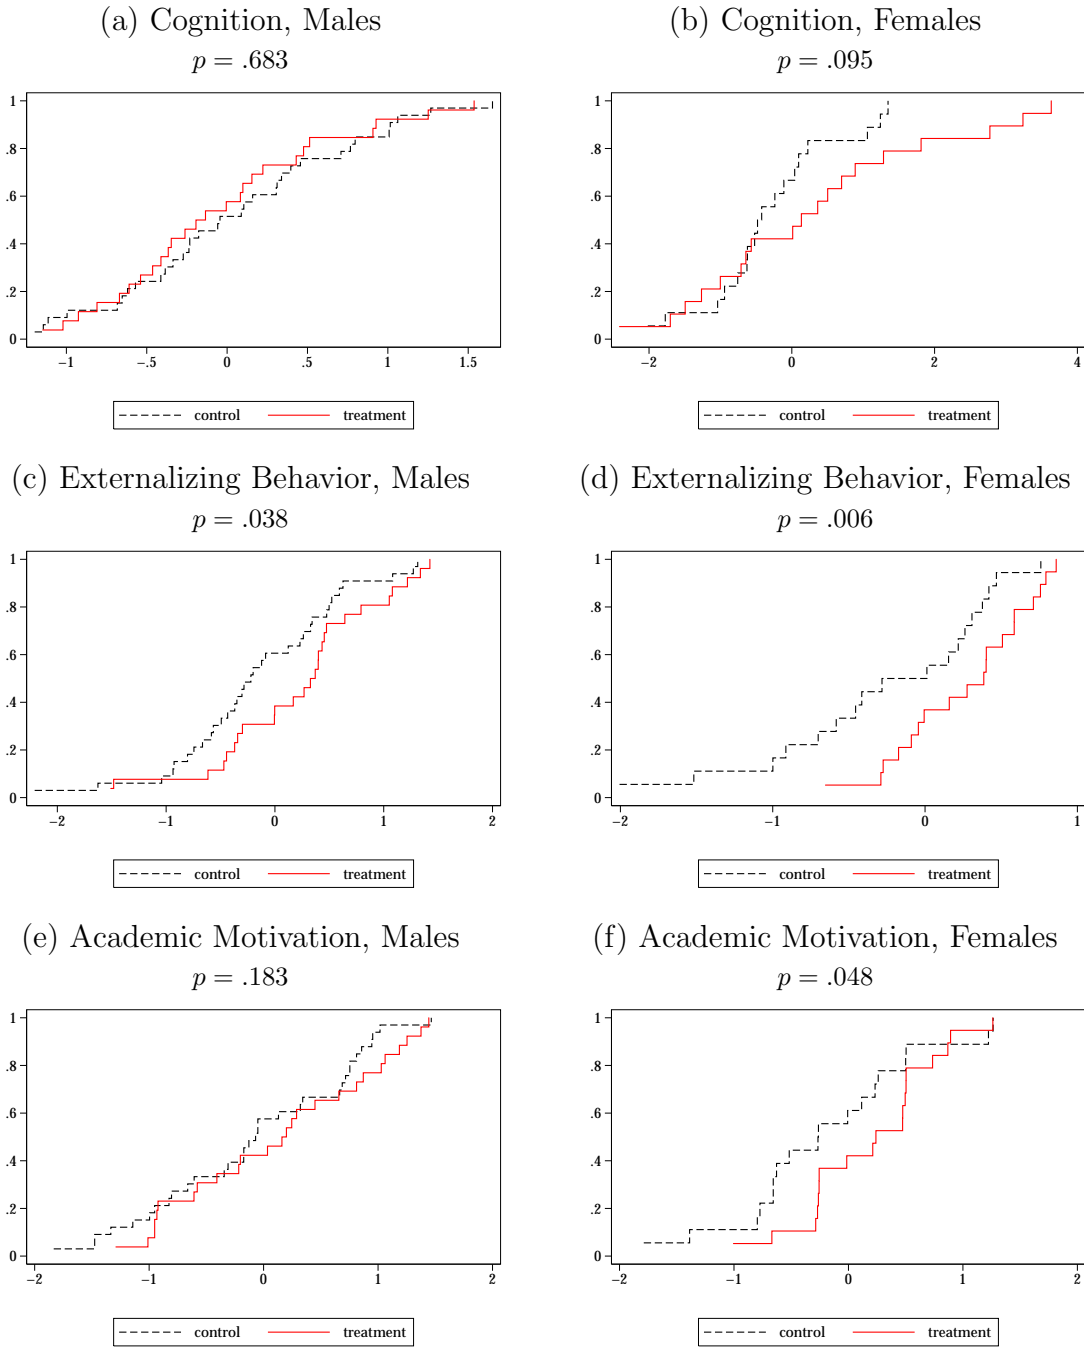 (a) Cognition, Males
p = .683
1
.8
.6
.4
.2
0
−1 −.5 0 .5 1 1.5
control treatment
(b) Cognition, Females
p = .095
1
.8
.6
.4
.2
0
−2 0 2 4
control treatment
(c) Externalizing Behavior, Males
p = .038
1
.8
.6
.4
.2
0
−2 −1 0 1 2
control treatment
(d) Externalizing Behavior, Females
p = .006
1
.8
.6
.4
.2
0
−2 −1 0 1
control treatment
(e) Academic Motivation, Males
p = .183
1
.8
.6
.4
.2
0
−2 −1 0 1 2
control treatment
(f) Academic Motivation, Females
p = .048
1
.8
.6
.4
.2
0
−2 −1 0 1 2
control treatment